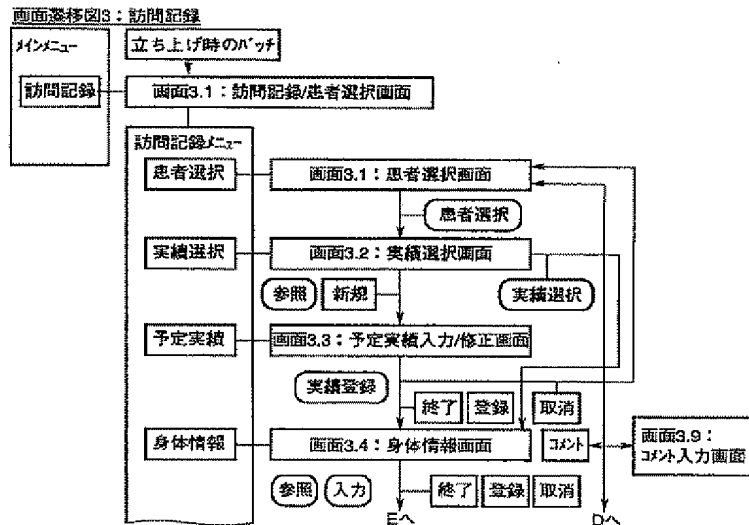 画面遷移図3：訪問記録
メインメニュー
立ち上げ時のバッチ
訪問記録
画面3.1：訪問記録/患者選択画面
訪問記録メニュー
患者選択
画面3.1：患者選択画面
患者選択
実績選択
画面3.2：実績選択画面
参照
新規
実績選択
予定実績
画面3.3：予定実績入力/修正画面
実績登録
終了
登録
取消
身体情報
画面3.4：身体情報画面
コメント
画面3.9：
コメント入力画面
参照
入力
終了
登録
取消
Eへ
Dへ